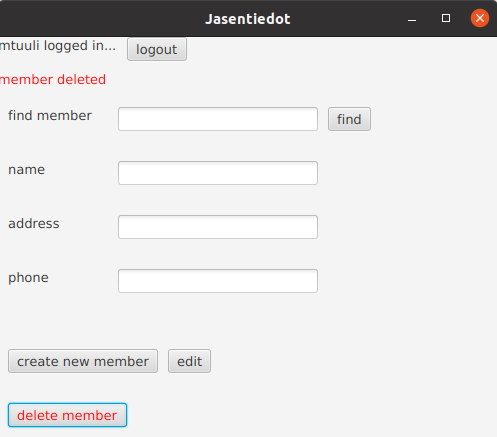 Jasentiedot
mtuuli logged in... logout
member deleted
find member find
name
address
phone
create new member edit
delete member